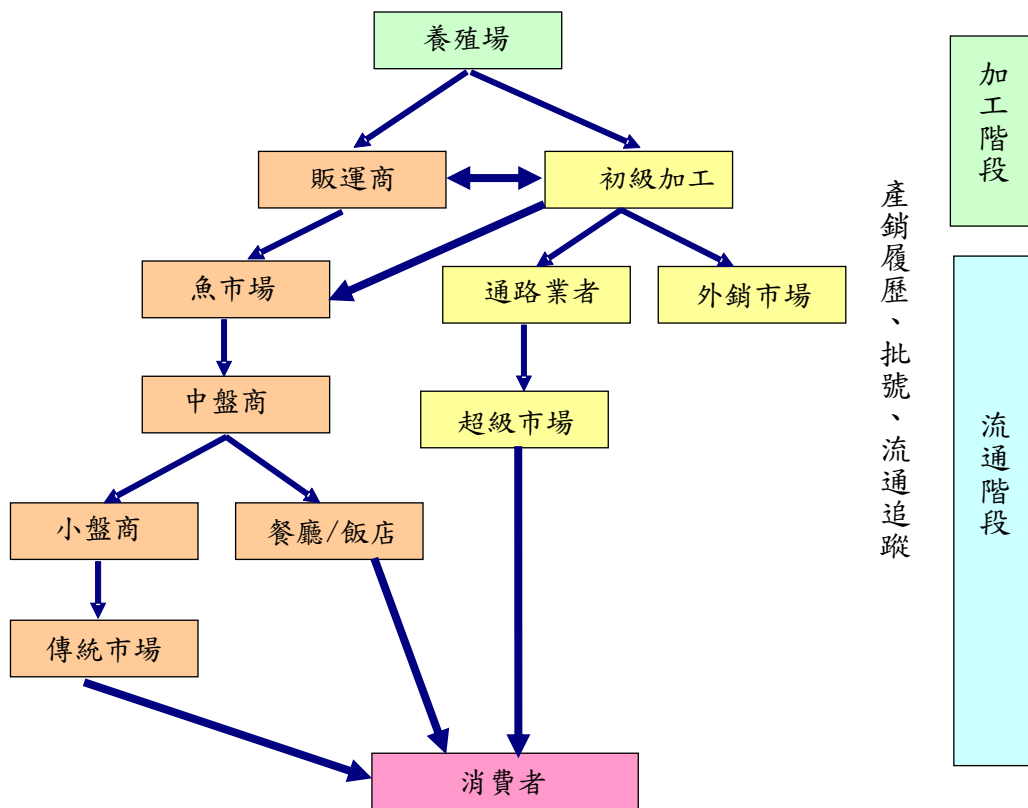 養殖場
販運商
初級加工
魚市場
通路業者
外銷市場
中盤商
超級市場
小盤商
餐廳/飯店
傳統市場
消費者
產銷履歷、批號、流通追蹤
加工階段
流通階段